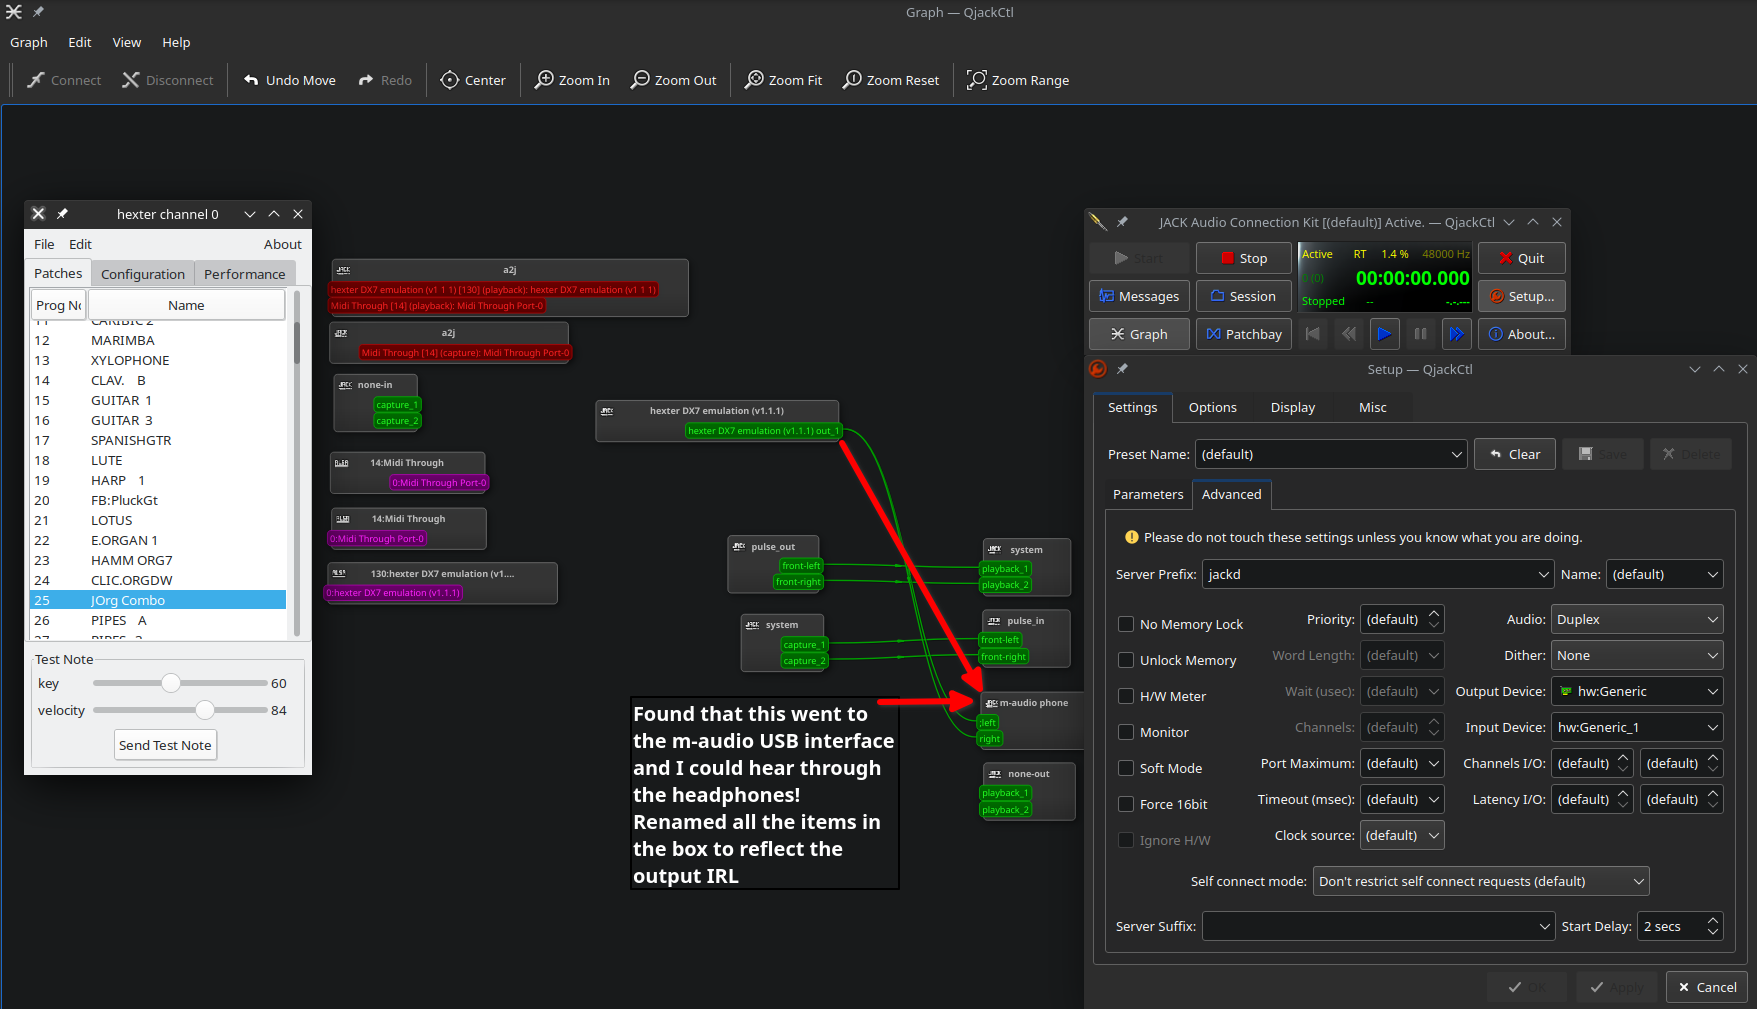 Graph — QjackCtl
Graph Edit View Help
Connect Disconnect Undo Move Redo Center Zoom In Zoom Out Zoom Fit Zoom Reset Zoom Range
hexter channel 0
File Edit About
Patches Configuration Performance
Prog No Name
11 CARIBIC 2
12 MARIMBA
13 XYLOPHONE
14 CLAV. B
15 GUITAR 1
16 GUITAR 3
17 SPANISHGTR
18 LUTE
19 HARP 1
20 FB:PluckGt
21 LOTUS
22 E.ORGAN 1
23 HAMM ORG7
24 CLIC.ORGDW
25 JOrg Combo
26 PIPES A
27 PIPES 2
Test Note
key 60
velocity 84
Send Test Note
a2j
hexter DX7 emulation (v1 1 1) [130] (playback): hexter DX7 emulation (v1 1 1)
Midi Through [14] (playback): Midi Through Port-0
a2j
Midi Through [14] (capture): Midi Through Port-0
none-in
capture_1
capture_2
14:Midi Through
0:Midi Through Port-0
14:Midi Through
0:Midi Through Port-0
130:hexter DX7 emulation (v1....
0:hexter DX7 emulation (v1.1.1)
hexter DX7 emulation (v1.1.1)
hexter DX7 emulation (v1.1.1) out_1
pulse_out
front-left
front-right
system
capture_1
capture_2
system
playback_1
playback_2
pulse_in
front-left
front-right
m-audio phone
left
right
none-out
playback_1
playback_2
Found that this went to
the m-audio USB interface
and I could hear through
the headphones!
Renamed all the items in
the box to reflect the
output IRL
JACK Audio Connection Kit [(default)] Active. — QjackCtl
Start Stop Active RT 1.4 % 48000 Hz Quit
Messages Session 0 (0) 00:00:00.000 Setup...
Stopped -- -.-.---
Graph Patchbay About...
Setup — QjackCtl
Settings Options Display Misc
Preset Name: (default) Clear Save Delete
Parameters Advanced
Please do not touch these settings unless you know what you are doing.
Server Prefix: jackd Name: (default)
No Memory Lock Priority: (default) Audio: Duplex
Unlock Memory Word Length: (default) Dither: None
H/W Meter Wait (usec): (default) Output Device: hw:Generic
Monitor Channels: (default) Input Device: hw:Generic_1
Soft Mode Port Maximum: (default) Channels I/O: (default) (default)
Force 16bit Timeout (msec): (default) Latency I/O: (default) (default)
Ignore H/W Clock source: (default)
Self connect mode: Don't restrict self connect requests (default)
Server Suffix: Start Delay: 2 secs
OK Apply Cancel